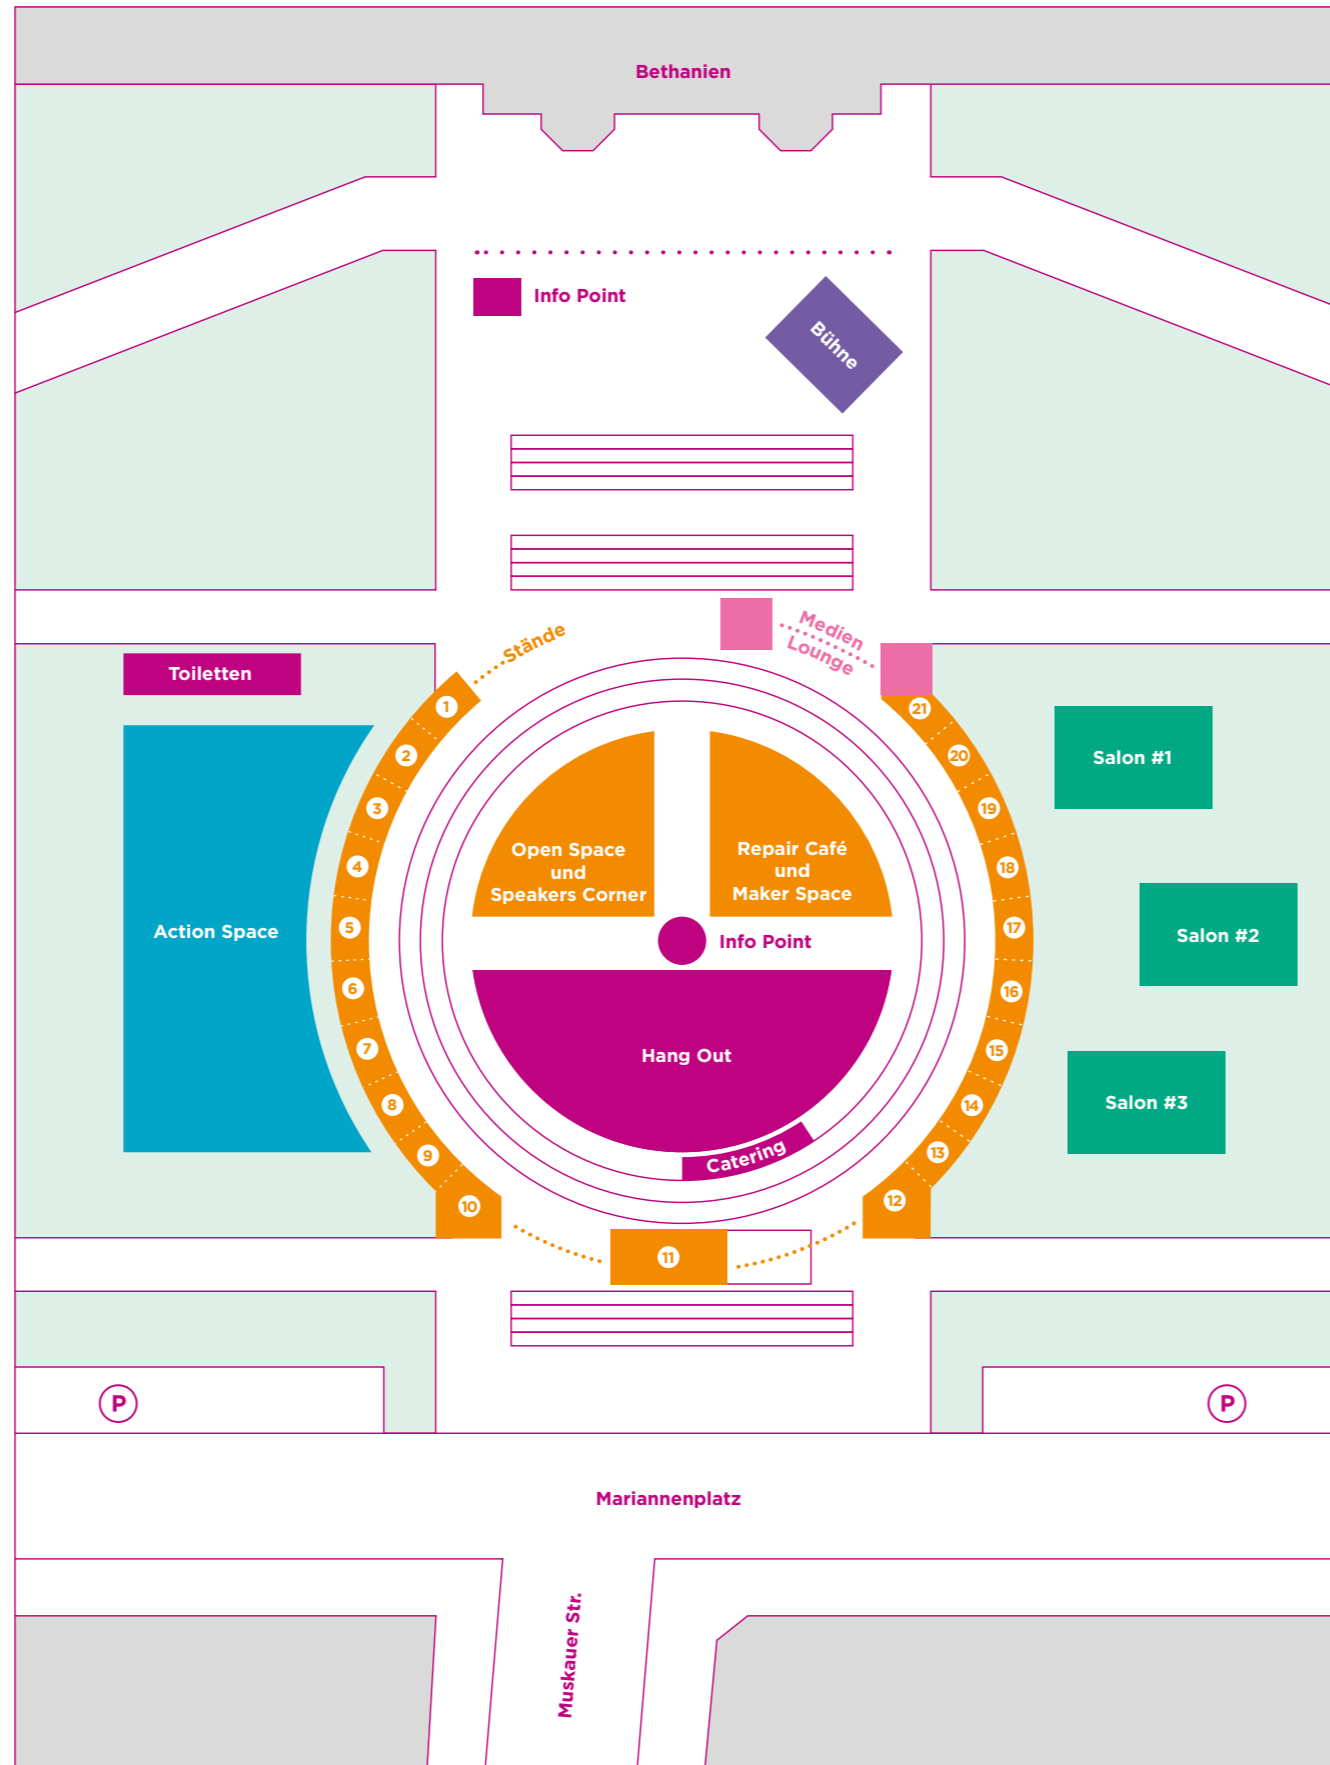 Bethanien
Info Point
Bühne
Stände
Medien
Lounge
Toiletten
1
2
3
4
5
6
7
8
9
10
11
12
13
14
15
16
17
18
19
20
21
Action Space
Open Space
und
Speakers Corner
Repair Café
und
Maker Space
Info Point
Hang Out
Catering
Salon #1
Salon #2
Salon #3
P
P
Mariannenplatz
Muskauer Str.